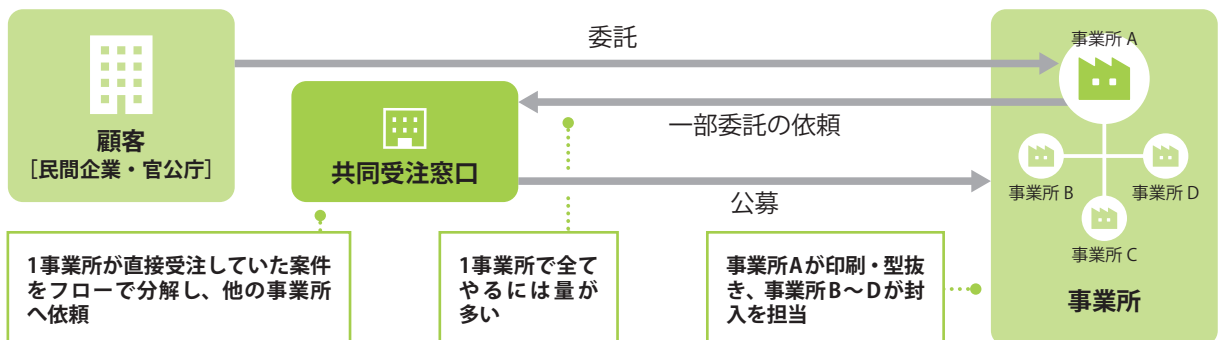 委託
事業所 A
顧客
［民間企業・官公庁］
共同受注窓口
一部委託の依頼
公募
事業所 B
事業所 D
事業所 C
事業所
1事業所が直接受注していた案件
をフローで分解し、他の事業所
へ依頼
1事業所で全て
やるには量が
多い
事業所Aが印刷・型抜
き、事業所B～Dが封
入を担当